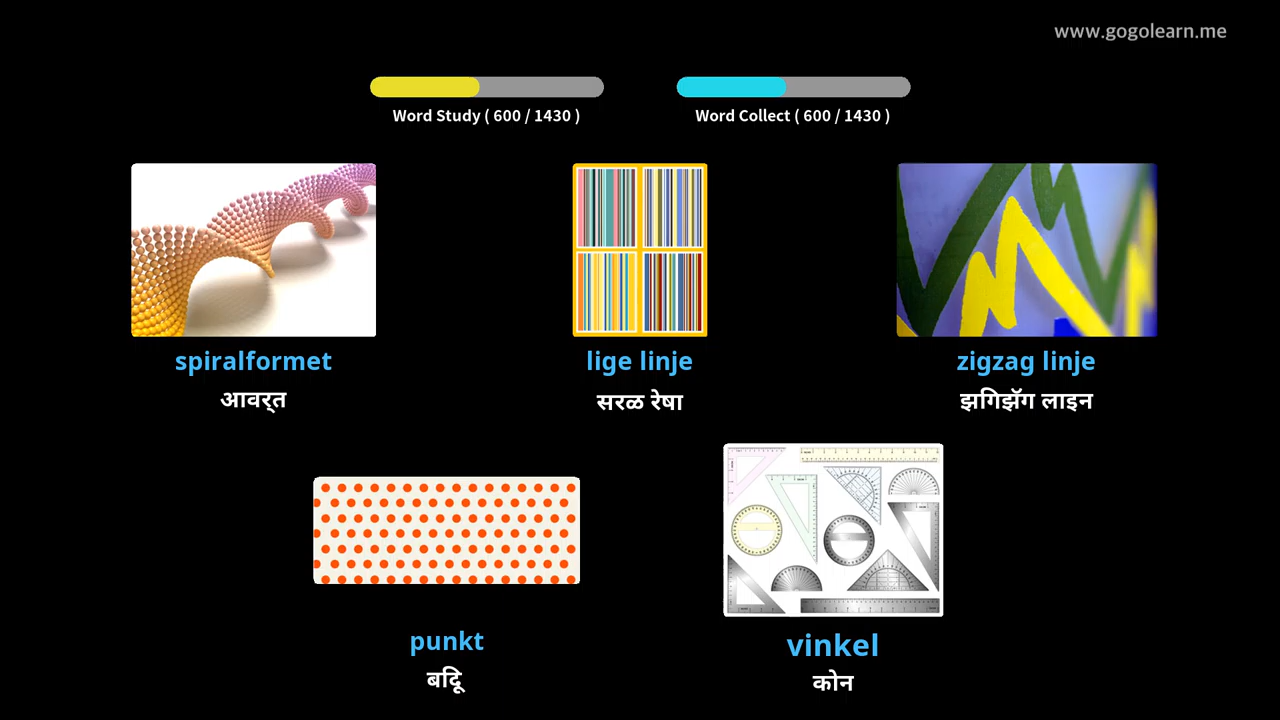 www.gogolearn.me
Word Study ( 600 / 1430 )
Word Collect ( 600 / 1430 )
spiralformet
lige linje
zigzag linje
आवर्त
सरळ रेषा
झिगझॅग लाइन
punkt
vinkel
बिंदू
कोन